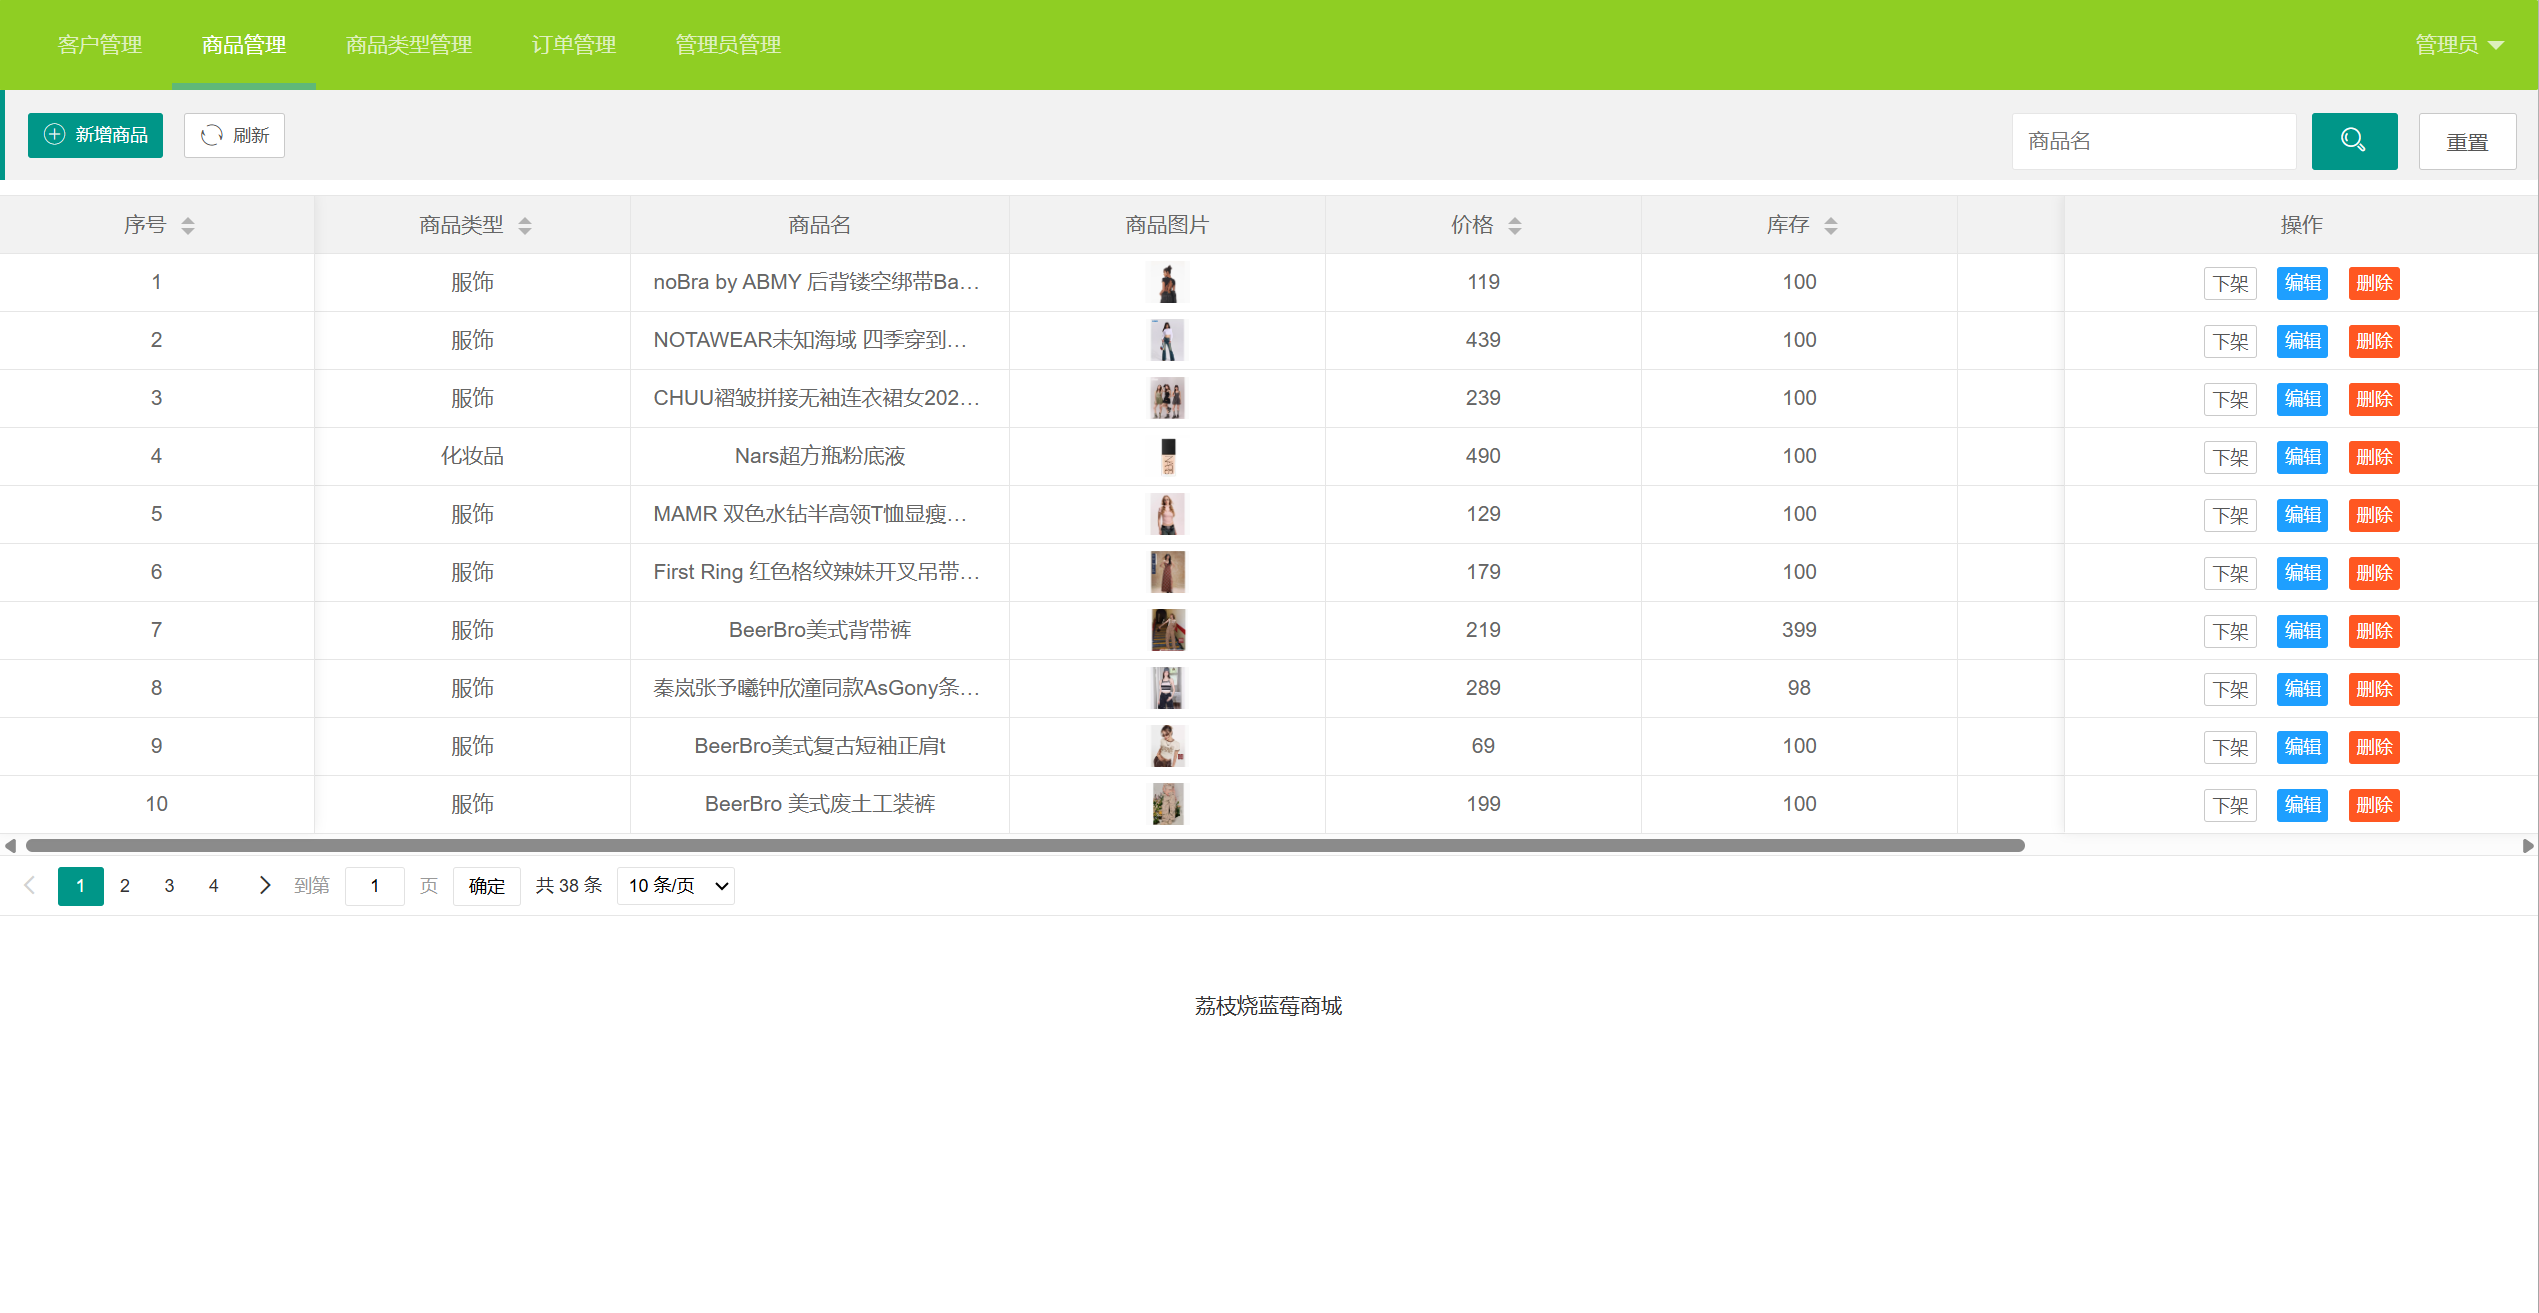 客户管理 商品管理 商品类型管理 订单管理 管理员管理 管理员
新增商品 刷新 商品名 重置
序号 商品类型 商品名 商品图片 价格 库存 操作
1 服饰 noBra by ABMY 后背镂空绑带Ba... 119 100 下架 编辑 删除
2 服饰 NOTAWEAR未知海域 四季穿到... 439 100 下架 编辑 删除
3 服饰 CHUU褶皱拼接无袖连衣裙女202... 239 100 下架 编辑 删除
4 化妆品 Nars超方瓶粉底液 490 100 下架 编辑 删除
5 服饰 MAMR 双色水钻半高领T恤显瘦... 129 100 下架 编辑 删除
6 服饰 First Ring 红色格纹辣妹开叉吊带... 179 100 下架 编辑 删除
7 服饰 BeerBro美式背带裤 219 399 下架 编辑 删除
8 服饰 秦岚张予曦钟欣潼同款AsGony条... 289 98 下架 编辑 删除
9 服饰 BeerBro美式复古短袖正肩t 69 100 下架 编辑 删除
10 服饰 BeerBro 美式废土工装裤 199 100 下架 编辑 删除
1 2 3 4 到第 1 页 确定 共 38 条 10 条/页
荔枝烧蓝莓商城